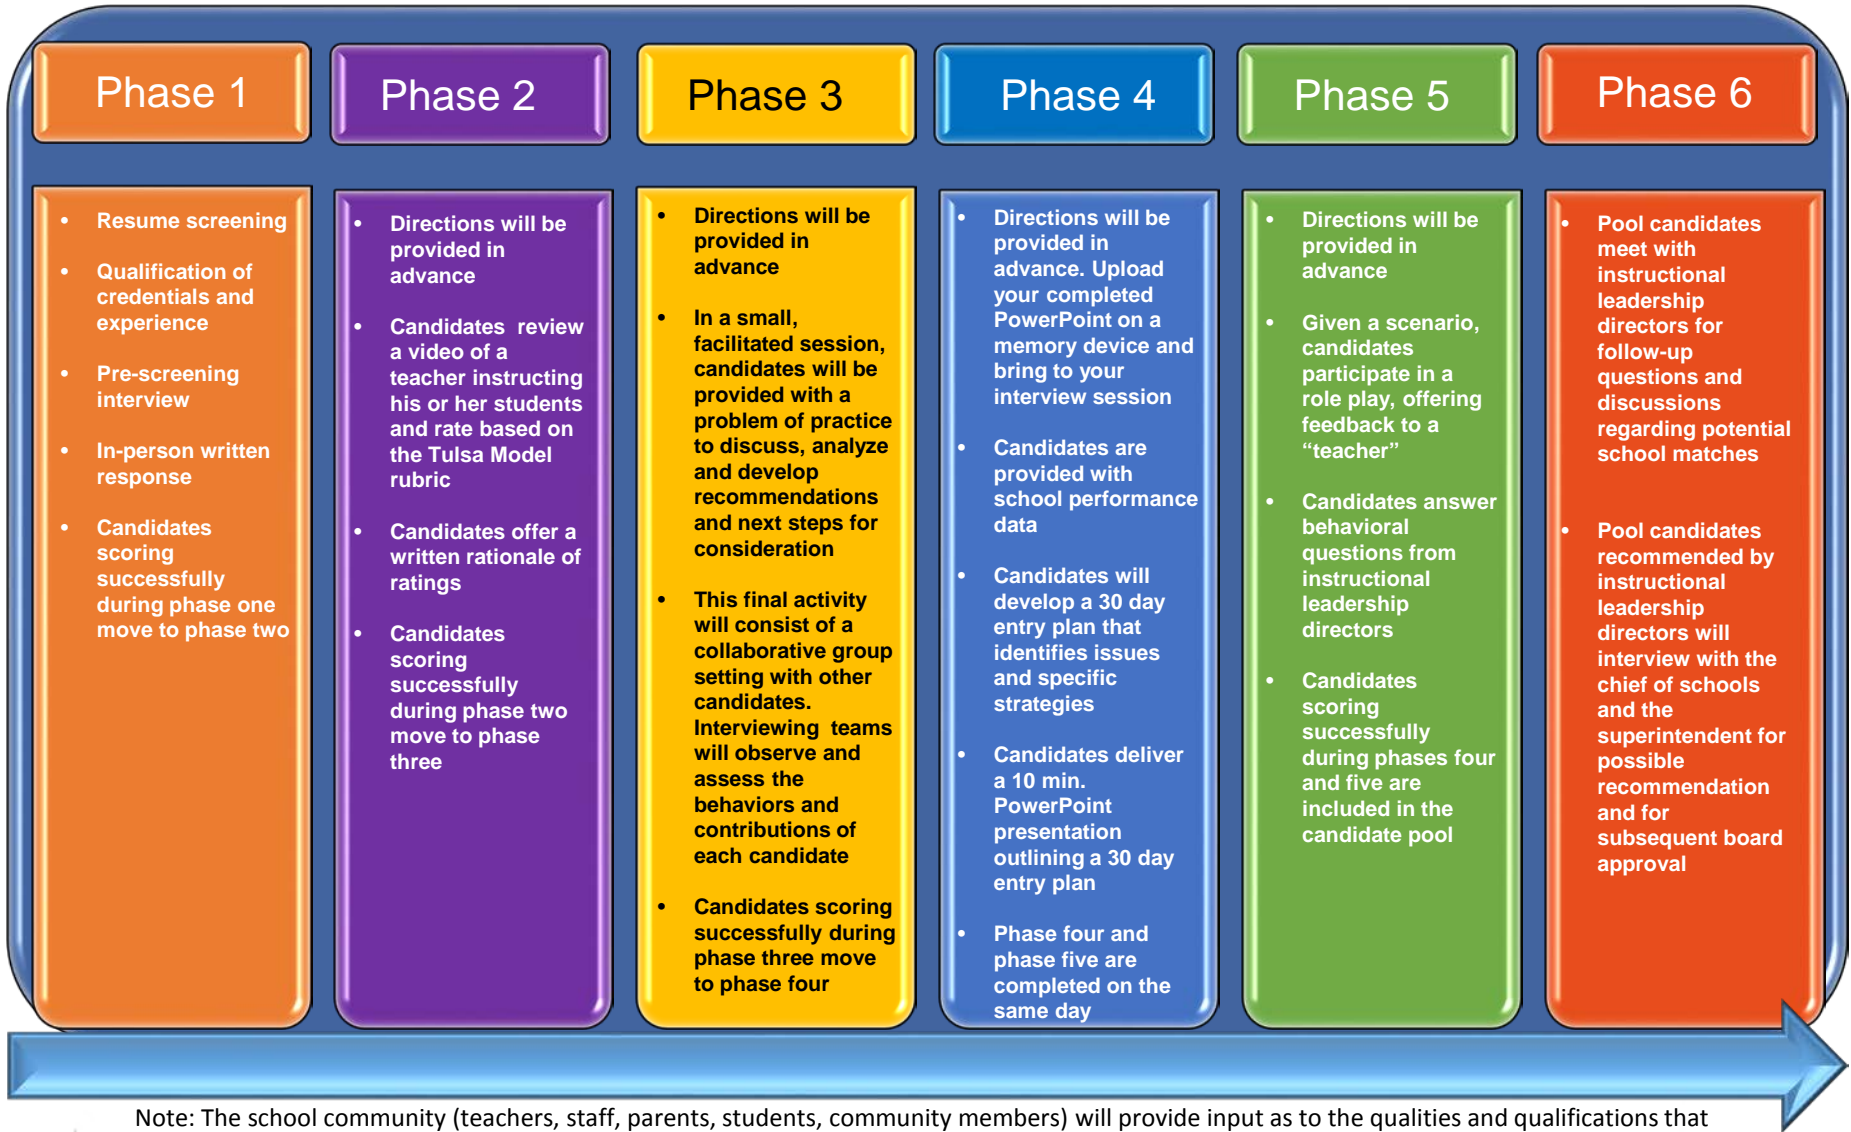 Phase 1
Phase 2
Phase 3
Phase 4
Phase 5
Phase 6
• Resume screening
• Qualification of
credentials and
experience
• Pre-screening
interview
• In-person written
response
• Candidates
scoring
successfully
during phase one
move to phase two
• Directions will be
provided in
advance
• Candidates review
a video of a
teacher instructing
his or her students
and rate based on
the Tulsa Model
rubric
• Candidates offer a
written rationale of
ratings
• Candidates
scoring
successfully
during phase two
move to phase
three
• Directions will be
provided in
advance
• In a small,
facilitated session,
candidates will be
provided with a
problem of practice
to discuss, analyze
and develop
recommendations
and next steps for
consideration
• This final activity
will consist of a
collaborative group
setting with other
candidates.
Interviewing teams
will observe and
assess the
behaviors and
contributions of
each candidate
• Candidates scoring
successfully during
phase three move
to phase four
• Directions will be
provided in
advance. Upload
your completed
PowerPoint on a
memory device and
bring to your
interview session
• Candidates are
provided with
school performance
data
• Candidates will
develop a 30 day
entry plan that
identifies issues
and specific
strategies
• Candidates deliver
a 10 min.
PowerPoint
presentation
outlining a 30 day
entry plan
• Phase four and
phase five are
completed on the
same day
• Directions will be
provided in
advance
• Given a scenario,
candidates
participate in a
role play, offering
feedback to a
“teacher”
• Candidates answer
behavioral
questions from
instructional
leadership
directors
• Candidates
scoring
successfully
during phases four
and five are
included in the
candidate pool
• Pool candidates
meet with
instructional
leadership
directors for
follow-up
questions and
discussions
regarding potential
school matches
• Pool candidates
recommended by
instructional
leadership
directors will
interview with the
chief of schools
and the
superintendent for
possible
recommendation
and for
subsequent board
approval
Note: The school community (teachers, staff, parents, students, community members) will provide input as to the qualities and qualifications that